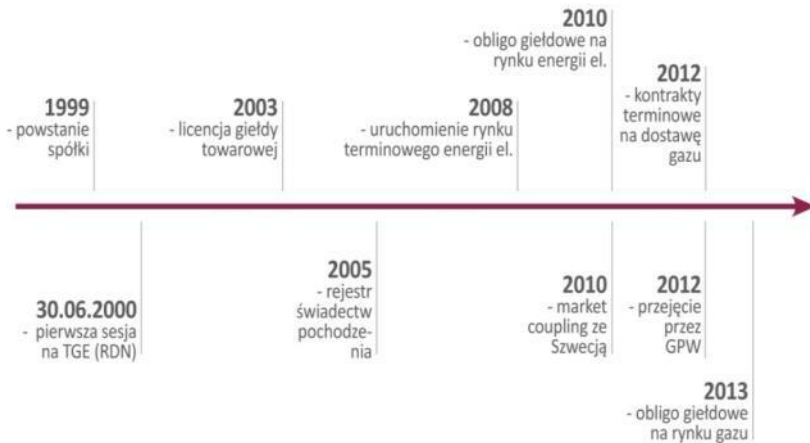 2010
- obligo giełdowe na
rynku energii el.
2012
- kontrakty
terminowe
na dostawę
gazu
1999
- powstanie
spółki
2003
- licencja giełdy
towarowej
2008
- uruchomienie rynku
terminowego energii el.
30.06.2000
- pierwsza sesja
na TGE (RDN)
2005
- rejestr
świadectw
pochodze-
nia
2010
- market
coupling ze
Szwecją
2012
- przejęcie
przez
GPW
2013
- obligo giełdowe
na rynku gazu